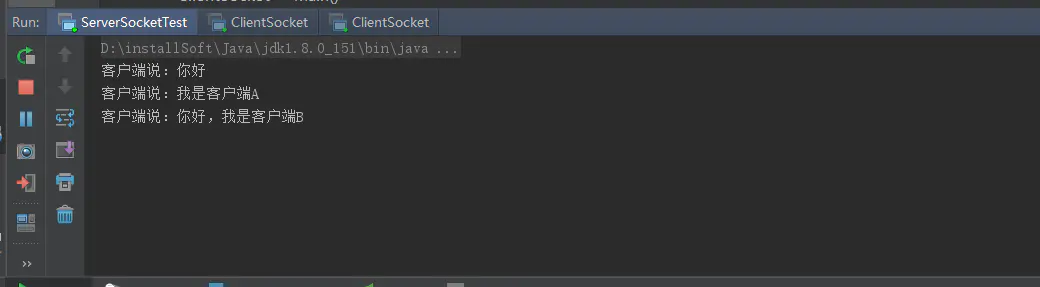 Run: ServerSocketTest ClientSocket ClientSocket
D:\installSoft\Java\jdk1.8.0_151\bin\java ...
客户端说：你好
客户端说：我是客户端A
客户端说：你好，我是客户端B